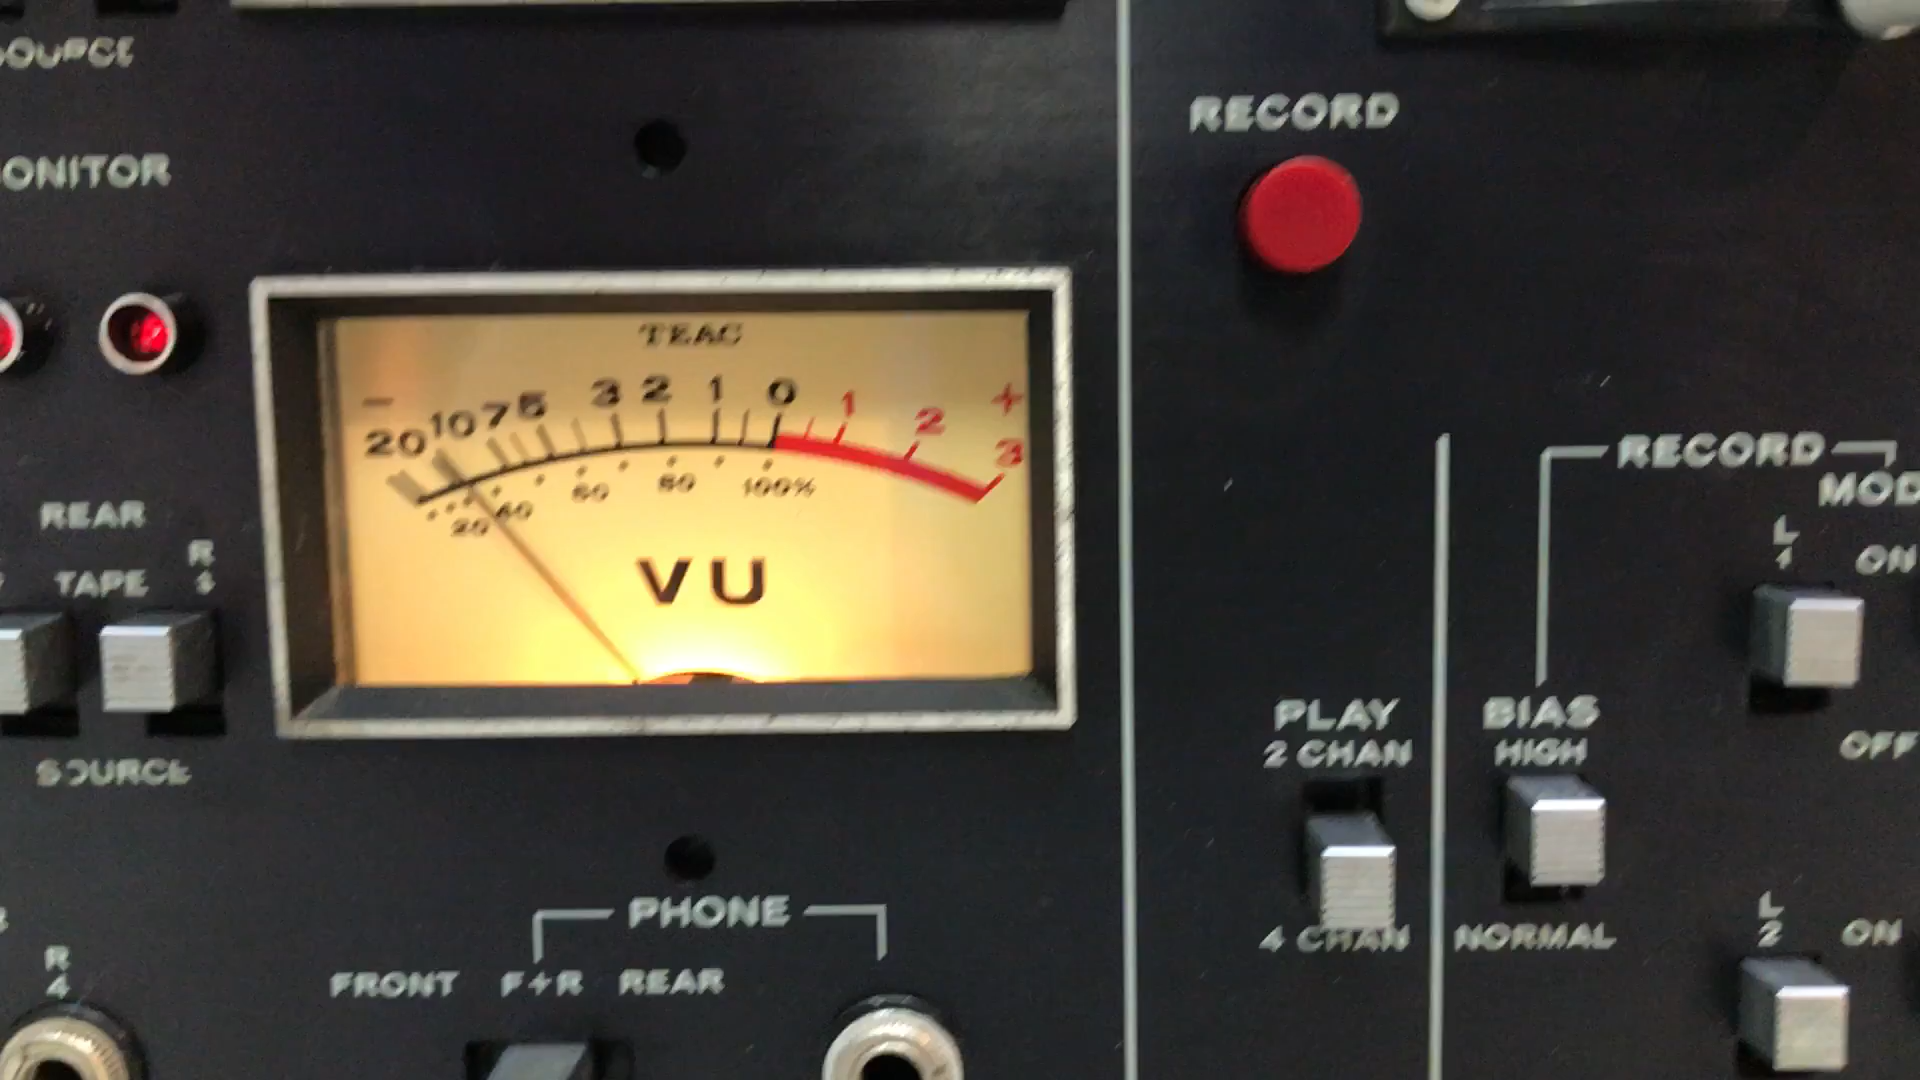 SOURCE
MONITOR
RECORD
TEAC
- 20 10 7 5 3 2 1 0 1 2 3 +
20 40 60 80 100%
VU
REAR
R
TAPE
SOURCE
RECORD
MOD
L
1
ON
OFF
PLAY
2 CHAN
4 CHAN
BIAS
HIGH
NORMAL
L
2
ON
PHONE
FRONT F+R REAR
R
4